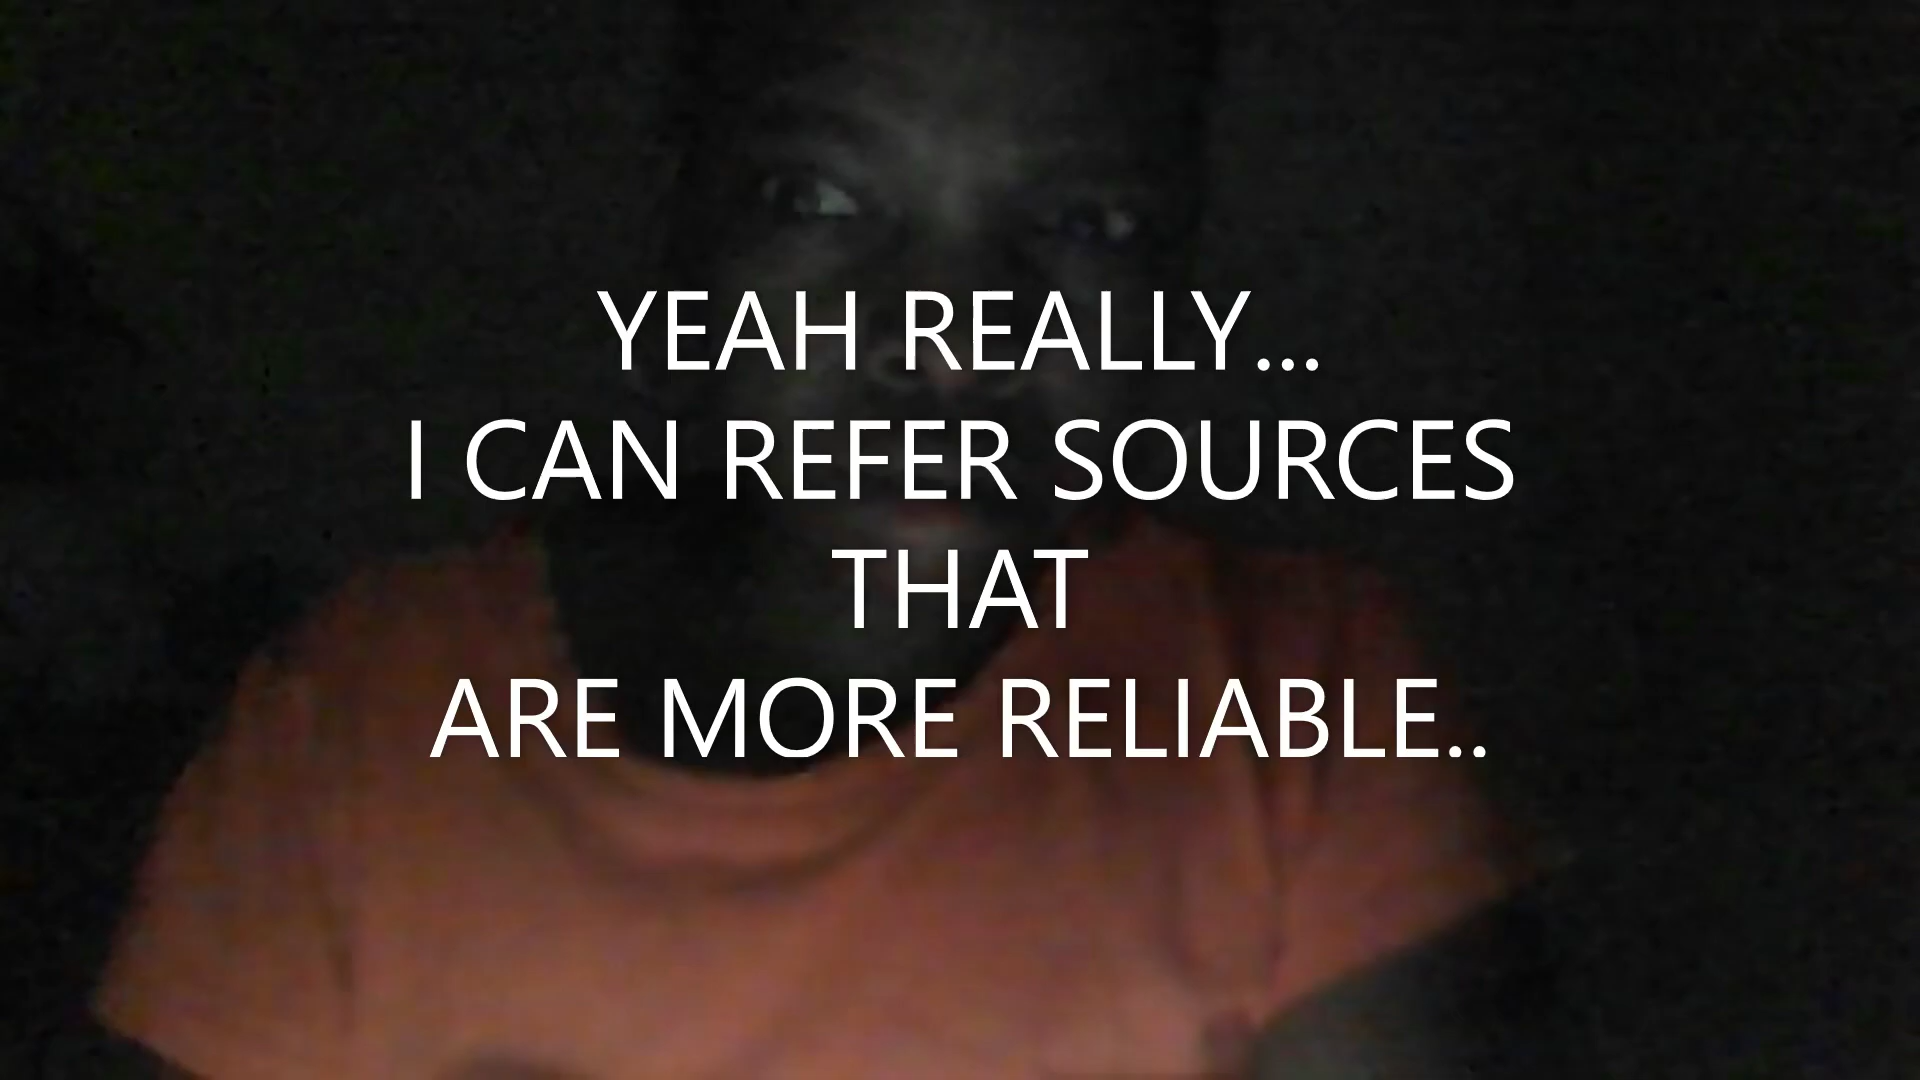 YEAH REALLY...
I CAN REFER SOURCES
THAT
ARE MORE RELIABLE..